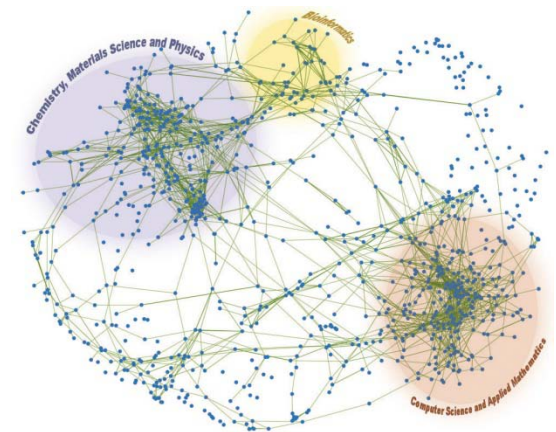 Chemistry, Materials Science and Physics
Bioinformatics
Computer Science and Applied Mathematics